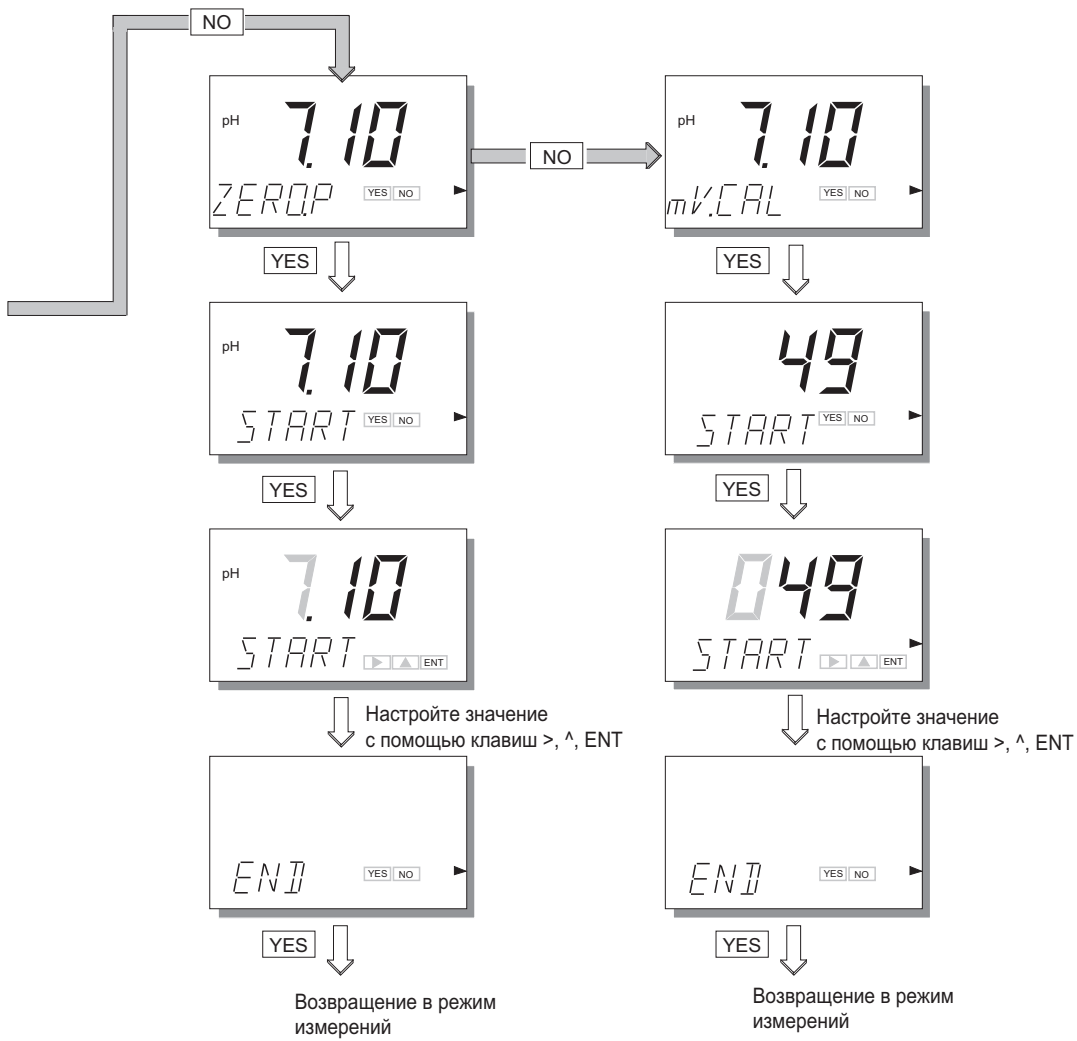 NO
pH
7.10
ZERO.P YES NO
NO
pH
7.10
mV.CAL YES NO
YES
YES
pH
7.10
START YES NO
49
START YES NO
YES
YES
pH
7.10
START ENT
049
START ENT
Настройте значение
с помощью клавиш >, ^, ENT
Настройте значение
с помощью клавиш >, ^, ENT
END YES NO
END YES NO
YES
YES
Возвращение в режим
измерений
Возвращение в режим
измерений